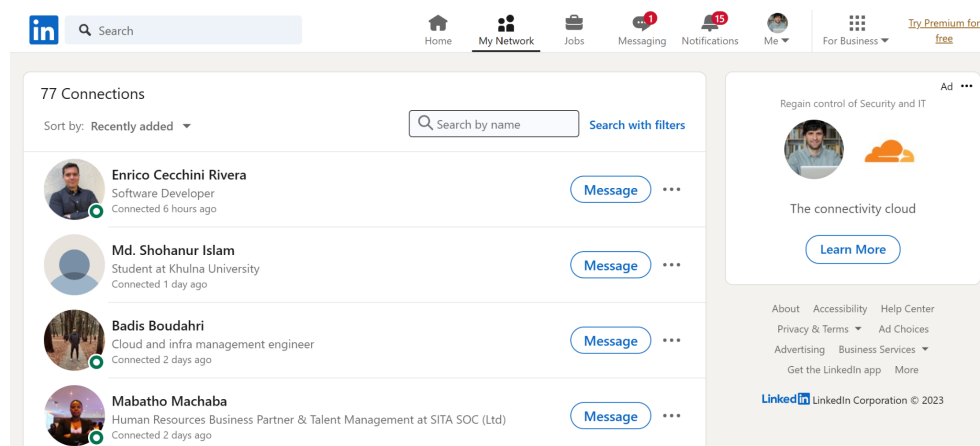 in
Search
Home
My Network
Jobs
1
Messaging
15
Notifications
Me
For Business
Try Premium for
free
77 Connections
Sort by: Recently added
Search by name
Search with filters
Enrico Cecchini Rivera
Software Developer
Connected 6 hours ago
Message
Md. Shohanur Islam
Student at Khulna University
Connected 1 day ago
Message
Badis Boudahri
Cloud and infra management engineer
Connected 2 days ago
Message
Mabatho Machaba
Human Resources Business Partner & Talent Management at SITA SOC (Ltd)
Connected 2 days ago
Message
Ad
Regain control of Security and IT
The connectivity cloud
Learn More
About Accessibility Help Center
Privacy & Terms Ad Choices
Advertising Business Services
Get the LinkedIn app More
LinkedIn LinkedIn Corporation © 2023